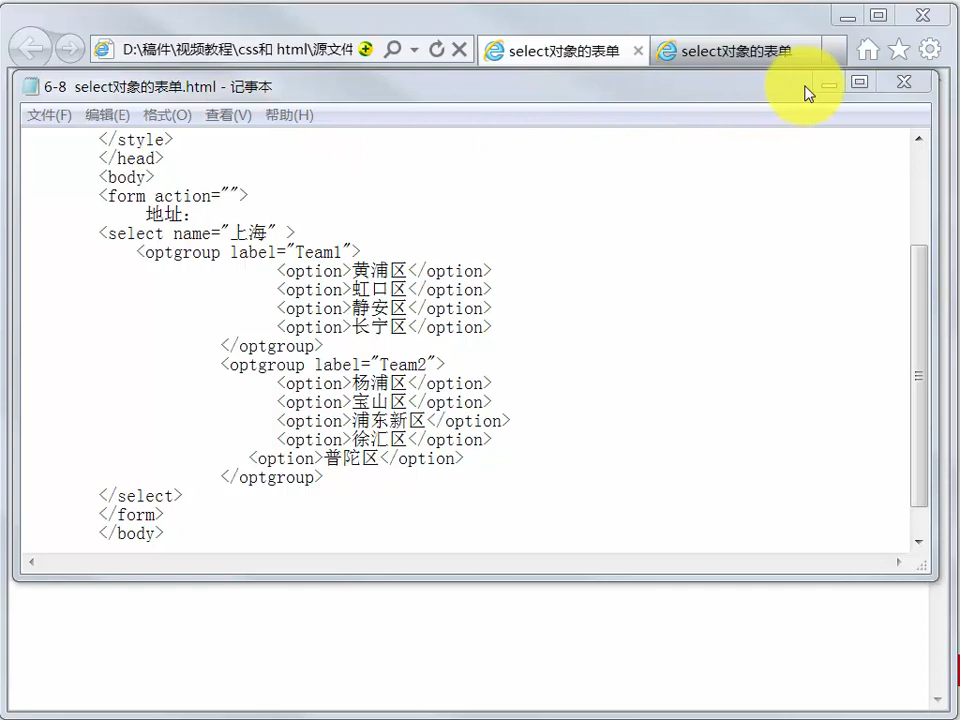 D:\稿件\视频教程\css和 html\源文件
select对象的表单
select对象的表单
6-8 select对象的表单.html - 记事本
文件(F) 编辑(E) 格式(O) 查看(V) 帮助(H)
</style>
</head>
<body>
<form action="">
地址:
<select name="上海" >
<optgroup label="Team1">
<option>黄浦区</option>
<option>虹口区</option>
<option>静安区</option>
<option>长宁区</option>
</optgroup>
<optgroup label="Team2">
<option>杨浦区</option>
<option>宝山区</option>
<option>浦东新区</option>
<option>徐汇区</option>
<option>普陀区</option>
</optgroup>
</select>
</form>
</body>